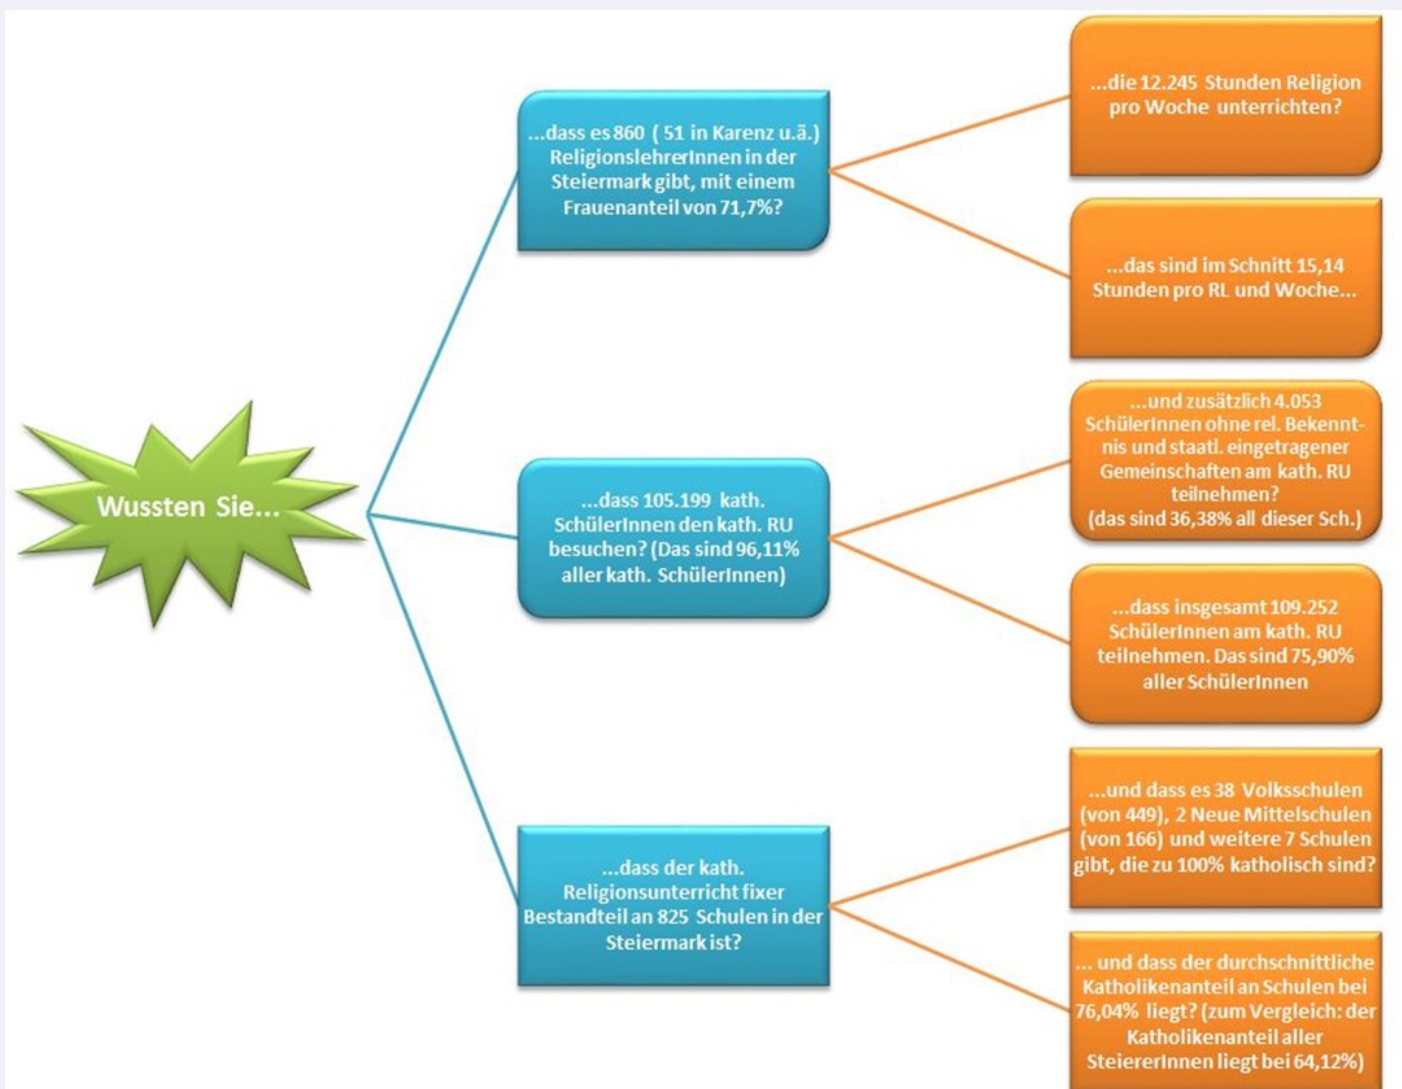 Wussten Sie...
...dass es 860 ( 51 in Karenz u.ä.)
ReligionslehrerInnen in der
Steiermark gibt, mit einem
Frauenanteil von 71,7%?
...die 12.245 Stunden Religion
pro Woche unterrichten?
...das sind im Schnitt 15,14
Stunden pro RL und Woche...
...dass 105.199 kath.
SchülerInnen den kath. RU
besuchen? (Das sind 96,11%
aller kath. SchülerInnen)
...und zusätzlich 4.053
SchülerInnen ohne rel. Bekennt-
nis und staatl. eingetragener
Gemeinschaften am kath. RU
teilnehmen?
(das sind 36,38% all dieser Sch.)
...dass insgesamt 109.252
SchülerInnen am kath. RU
teilnehmen. Das sind 75,90%
aller SchülerInnen
...dass der kath.
Religionsunterricht fixer
Bestandteil an 825 Schulen in der
Steiermark ist?
...und dass es 38 Volksschulen
(von 449), 2 Neue Mittelschulen
(von 166) und weitere 7 Schulen
gibt, die zu 100% katholisch sind?
... und dass der durchschnittliche
Katholikenanteil an Schulen bei
76,04% liegt? (zum Vergleich: der
Katholikenanteil aller
SteiererInnen liegt bei 64,12%)